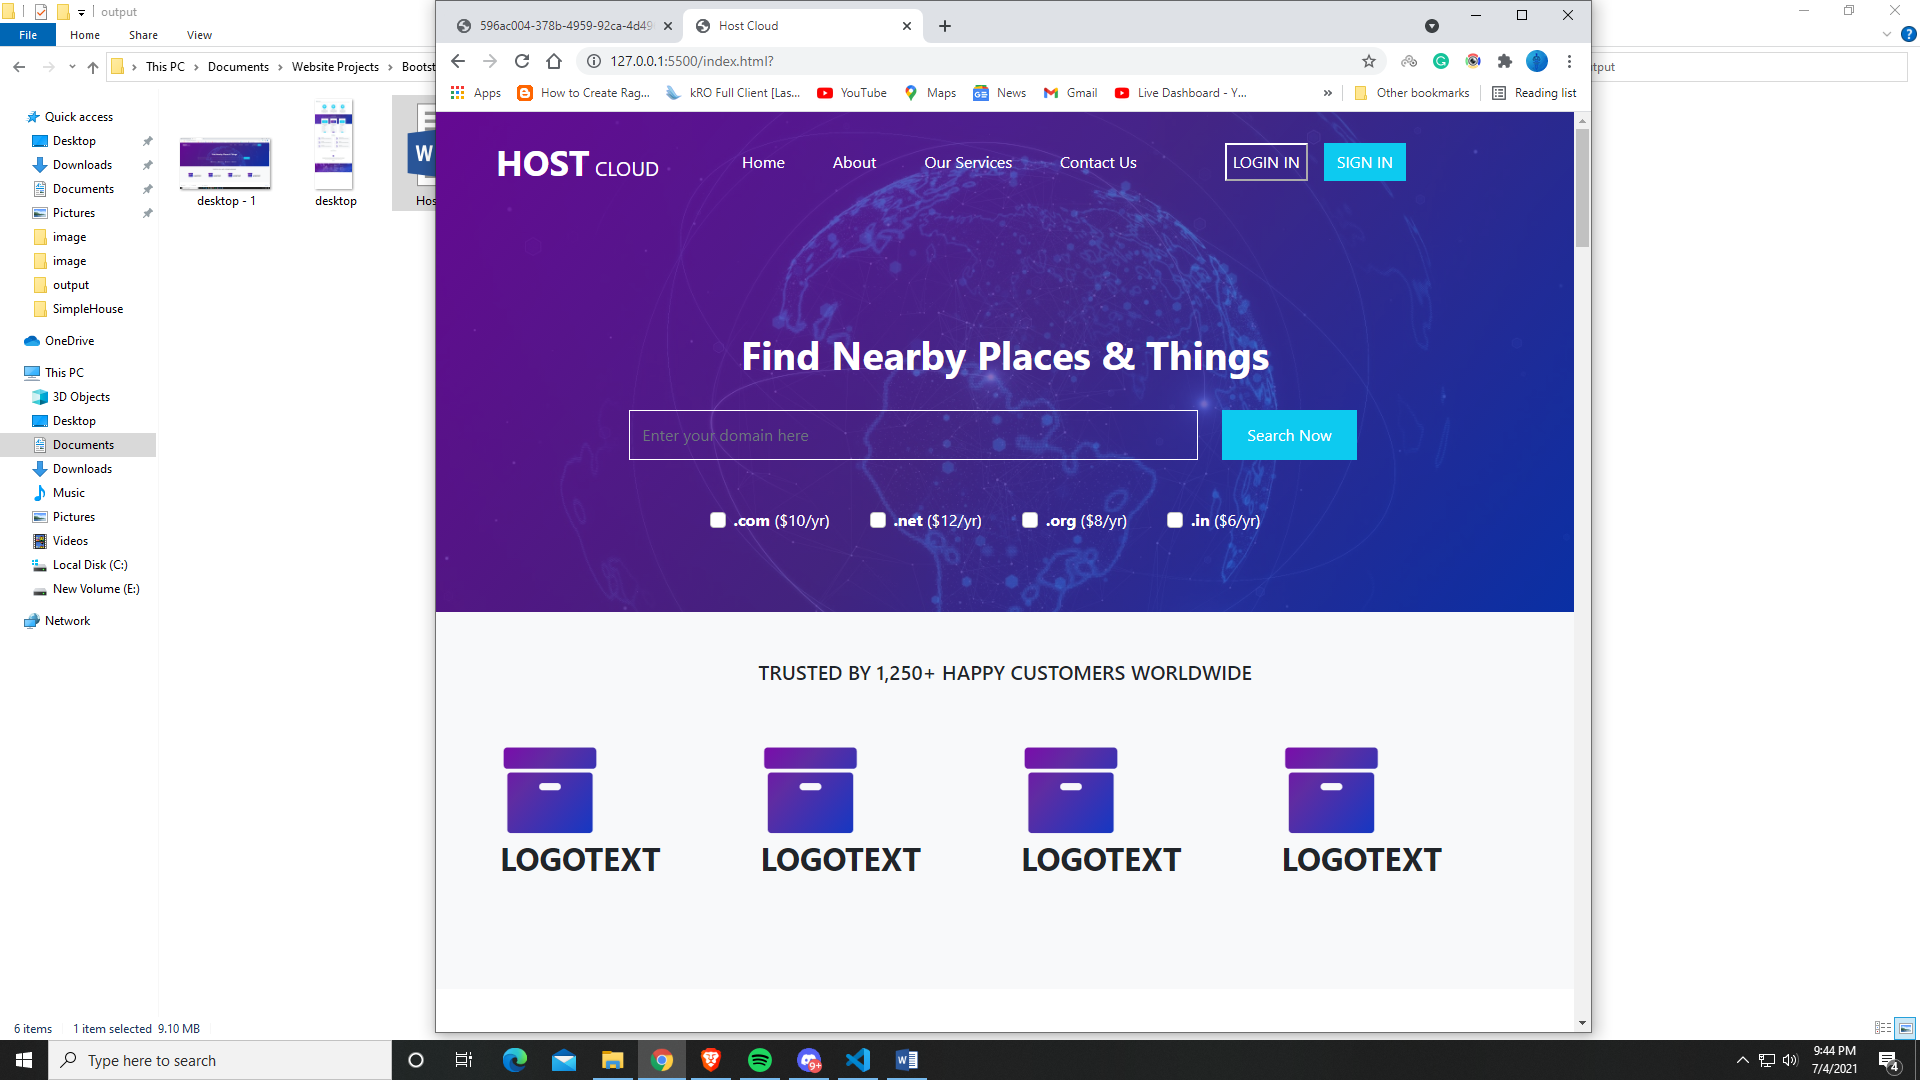 output
File
Home
Share
View
This PC
Documents
Website Projects
Quick access
Desktop
Downloads
Documents
Pictures
image
image
output
SimpleHouse
OneDrive
This PC
3D Objects
Desktop
Documents
Downloads
Music
Pictures
Videos
Local Disk (C:)
New Volume (E:)
Network
desktop - 1
desktop
6 items
1 item selected 9.10 MB
596ac004-378b-4959-92ca-4d49
Host Cloud
127.0.0.1:5500/index.html?
Apps
How to Create Rag...
kRO Full Client [Las...
YouTube
Maps
News
Gmail
Live Dashboard - Y...
»
Other bookmarks
Reading list
HOST CLOUD
Home
About
Our Services
Contact Us
LOGIN IN
SIGN IN
Find Nearby Places & Things
Enter your domain here
Search Now
.com ($10/yr)
.net ($12/yr)
.org ($8/yr)
.in ($6/yr)
TRUSTED BY 1,250+ HAPPY CUSTOMERS WORLDWIDE
LOGOTEXT
LOGOTEXT
LOGOTEXT
LOGOTEXT
Type here to search
9+
9:44 PM
7/4/2021
4